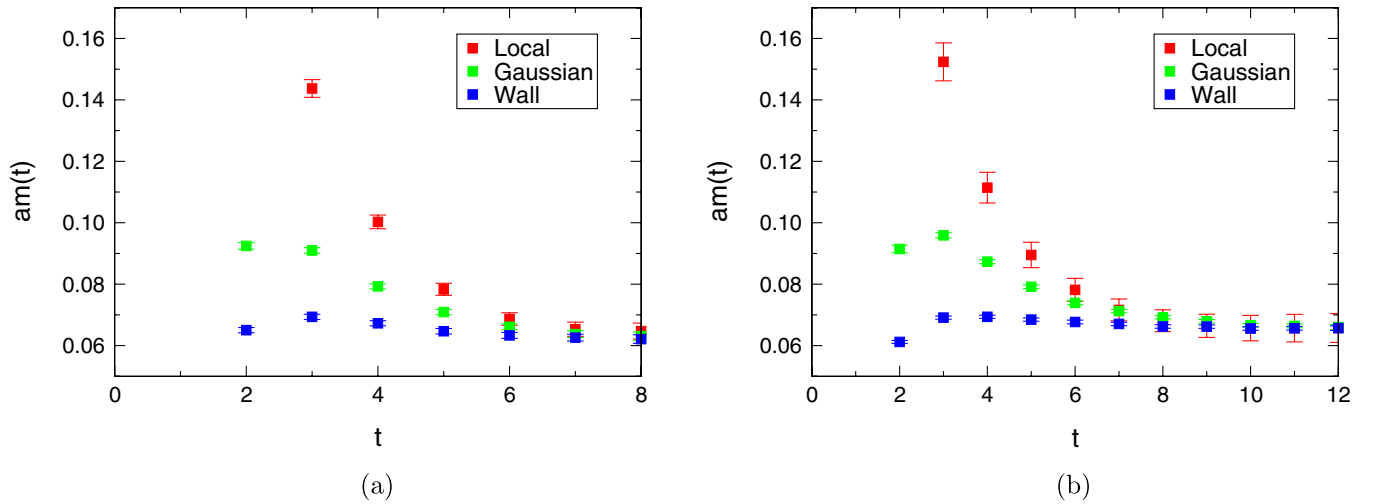 0.16
0.14
0.12
0.10
0.08
0.06
am(t)
Local
Gaussian
Wall
0 2 4 6 8
t
(a)
0.16
0.14
0.12
0.10
0.08
0.06
am(t)
Local
Gaussian
Wall
0 2 4 6 8 10 12
t
(b)